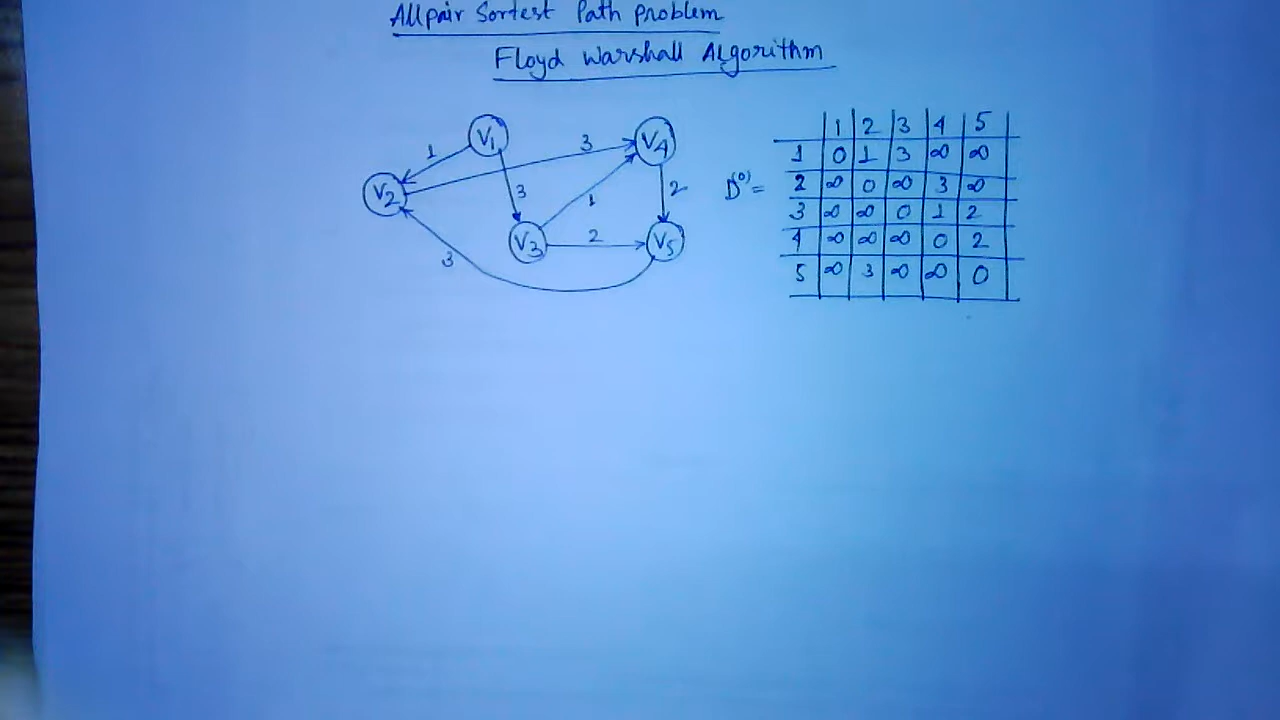 Allpair Sortest Path problem
Floyd Warshall Algorithm
V1 V2 V3 V4 V5
1 3 3 1 2 2 3
D(0)=
1 2 3 4 5
1 0 1 3 ∞ ∞
2 ∞ 0 ∞ 3 ∞
3 ∞ ∞ 0 1 2
4 ∞ ∞ ∞ 0 2
5 ∞ 3 ∞ ∞ 0